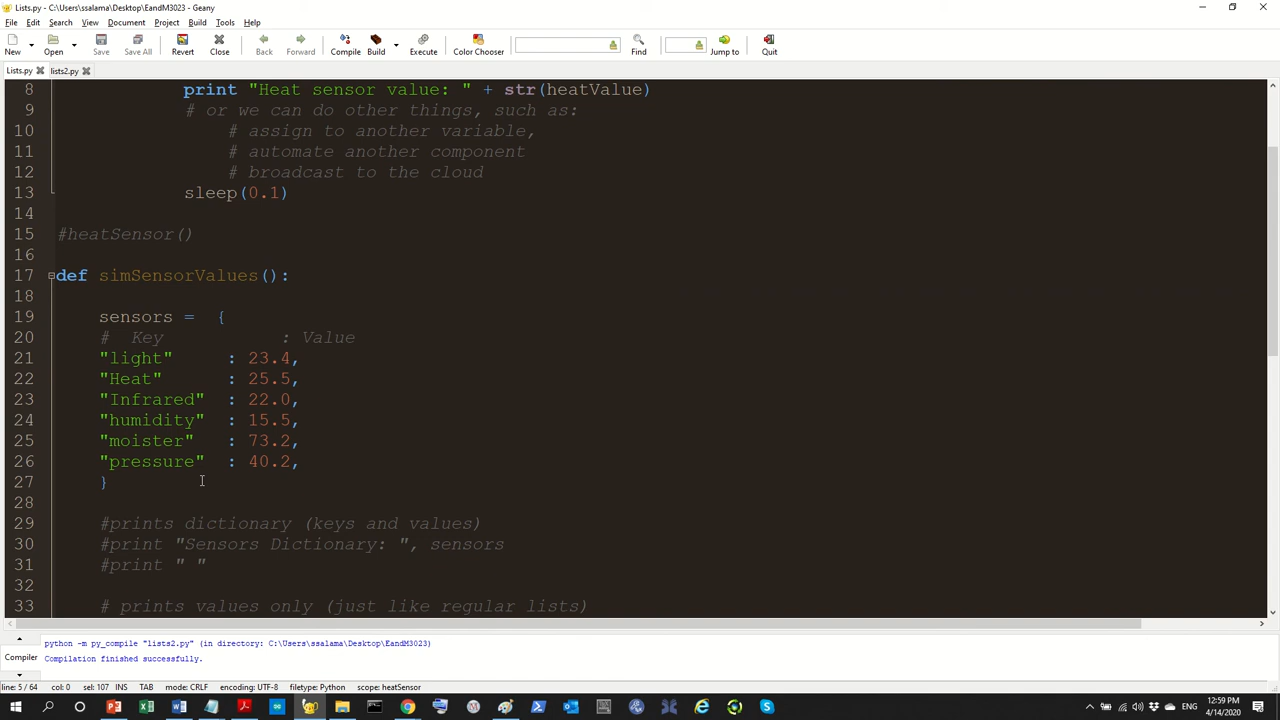 Lists.py - C:\Users\ssalama\Desktop\EandM3023 - Geany
File Edit Search View Document Project Build Tools Help
New Open Save Save All Revert Close Back Forward Compile Build Execute Color Chooser Find Jump to Quit
Lists.py lists2.py
8 print "Heat sensor value: " + str(heatValue)
9 # or we can do other things, such as:
10 # assign to another variable,
11 # automate another component
12 # broadcast to the cloud
13 sleep(0.1)
14
15 #heatSensor()
16
17 def simSensorValues():
18
19 sensors = {
20 # Key : Value
21 "light" : 23.4,
22 "Heat" : 25.5,
23 "Infrared" : 22.0,
24 "humidity" : 15.5,
25 "moister" : 73.2,
26 "pressure" : 40.2,
27 }
28
29 #prints dictionary (keys and values)
30 #print "Sensors Dictionary: ", sensors
31 #print " "
32
33 # prints values only (just like regular lists)
python -m py_compile "lists2.py" (in directory: C:\Users\ssalama\Desktop\EandM3023)
Compiler Compilation finished successfully.
line: 5 / 64 col: 0 sel: 107 INS TAB mode: CRLF encoding: UTF-8 filetype: Python scope: heatSensor
12:59 PM
4/14/2020